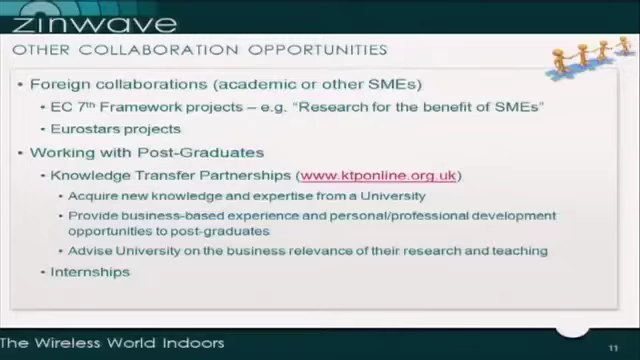 zinwave
OTHER COLLABORATION OPPORTUNITIES
• Foreign collaborations (academic or other SMEs)
• EC 7th Framework projects – e.g. “Research for the benefit of SMEs”
• Eurostars projects
• Working with Post-Graduates
• Knowledge Transfer Partnerships (www.ktponline.org.uk)
• Acquire new knowledge and expertise from a University
• Provide business-based experience and personal/professional development
opportunities to post-graduates
• Advise University on the business relevance of their research and teaching
• Internships
The Wireless World Indoors
11